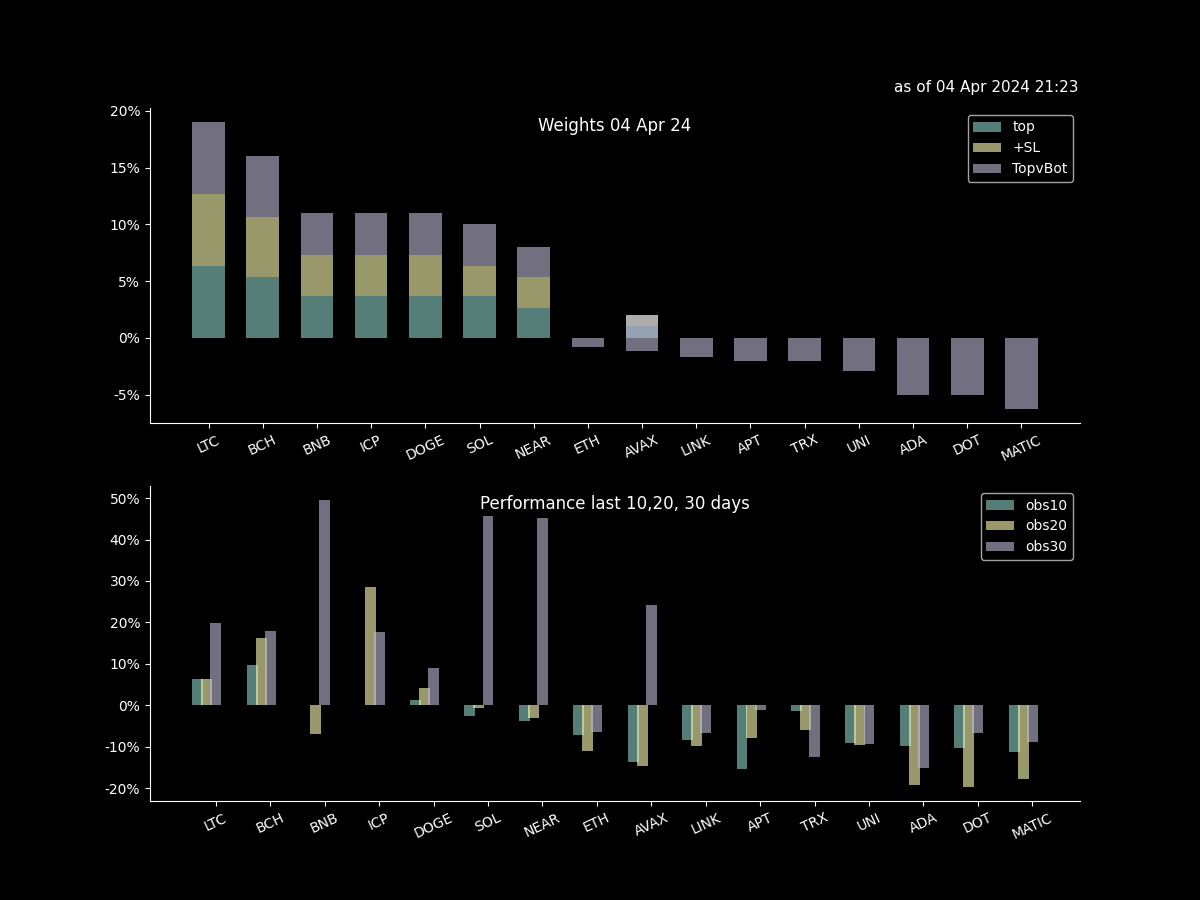 as of 04 Apr 2024 21:23
Weights 04 Apr 24
top
+SL
TopvBot
20%
15%
10%
5%
0%
-5%
LTC BCH BNB ICP DOGE SOL NEAR ETH AVAX LINK APT TRX UNI ADA DOT MATIC
Performance last 10,20, 30 days
obs10
obs20
obs30
50%
40%
30%
20%
10%
0%
-10%
-20%
LTC BCH BNB ICP DOGE SOL NEAR ETH AVAX LINK APT TRX UNI ADA DOT MATIC